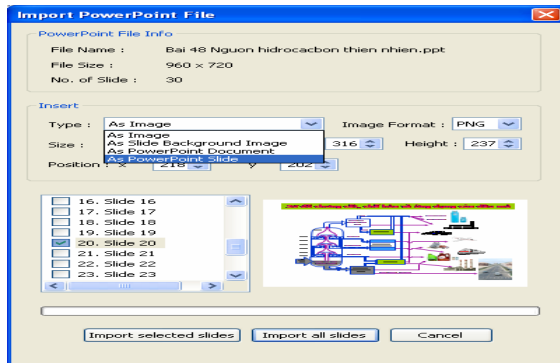 Import PowerPoint File
PowerPoint File Info
File Name : Bai 48 Nguon hidrocacbon thien nhien.ppt
File Size : 960 x 720
No. of Slide : 30
Insert
Type : As Image Image Format : PNG
As Image
As Slide Background Image
As PowerPoint Document
As PowerPoint Slide
Size : 316 Height : 237
Position : x 218 y 202
16. Slide 16
17. Slide 17
18. Slide 18
19. Slide 19
20. Slide 20
21. Slide 21
22. Slide 22
23. Slide 23
Import selected slides Import all slides Cancel